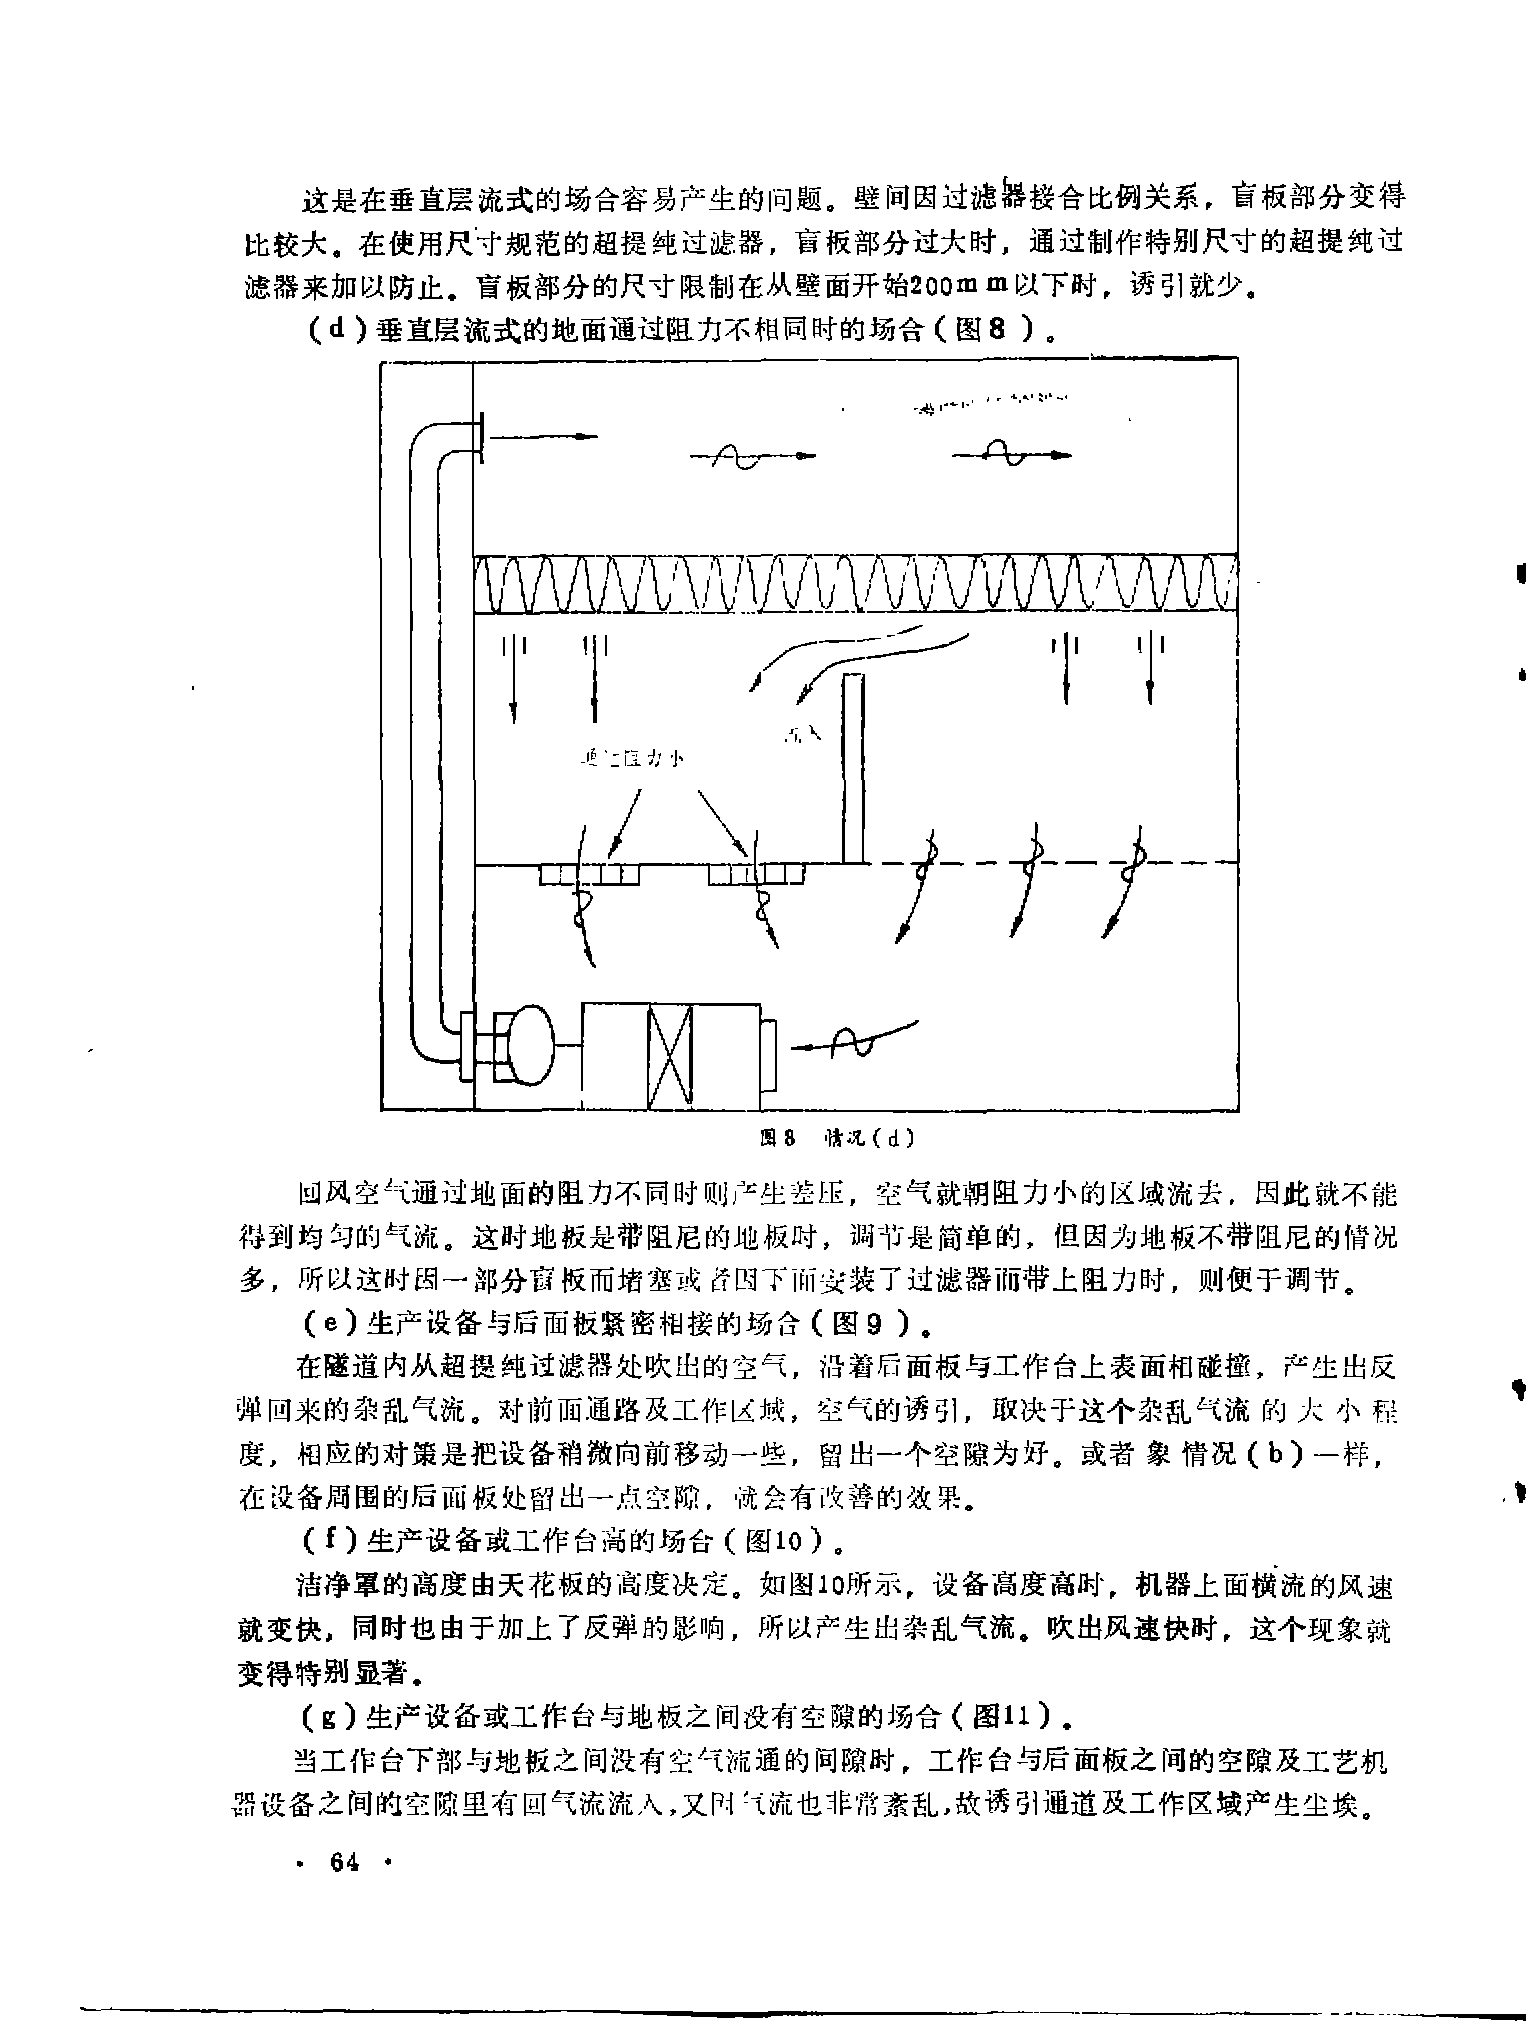 这是在垂直层流式的场合容易产生的问题。壁间因过滤器接合比例关系，盲板部分变得
比较大。在使用尺寸规范的超提纯过滤器，盲板部分过大时，通过制作特别尺寸的超提纯过
滤器来加以防止。盲板部分的尺寸限制在从壁面开始200mm以下时，诱引就少。
(d)垂直层流式的地面通过阻力不相同时的场合(图8)。
通过阻力小
图8 情况(d)
回风空气通过地面的阻力不同时则产生差压，空气就朝阻力小的区域流去，因此就不能
得到均匀的气流。这时地板是带阻尼的地板时，调节是简单的，但因为地板不带阻尼的情况
多，所以这时因一部分盲板而堵塞或者因下面安装了过滤器而带上阻力时，则便于调节。
(e)生产设备与后面板紧密相接的场合(图9)。
在隧道内从超提纯过滤器处吹出的空气，沿着后面板与工作台上表面相碰撞，产生出反
弹回来的杂乱气流。对前面通路及工作区域，空气的诱引，取决于这个杂乱气流的大小程
度，相应的对策是把设备稍微向前移动一些，留出一个空隙为好。或者象情况(b)一样，
在设备周围的后面板处留出一点空隙，就会有改善的效果。
(f)生产设备或工作台高的场合(图10)。
洁净罩的高度由天花板的高度决定。如图10所示，设备高度高时，机器上面横流的风速
就变快，同时也由于加上了反弹的影响，所以产生出杂乱气流。吹出风速快时，这个现象就
变得特别显著。
(g)生产设备或工作台与地板之间没有空隙的场合(图11)。
当工作台下部与地板之间没有空气流通的间隙时，工作台与后面板之间的空隙及工艺机
器设备之间的空隙里有回气流流入，又因气流也非常紊乱，故诱引通道及工作区域产生尘埃。
· 64 ·